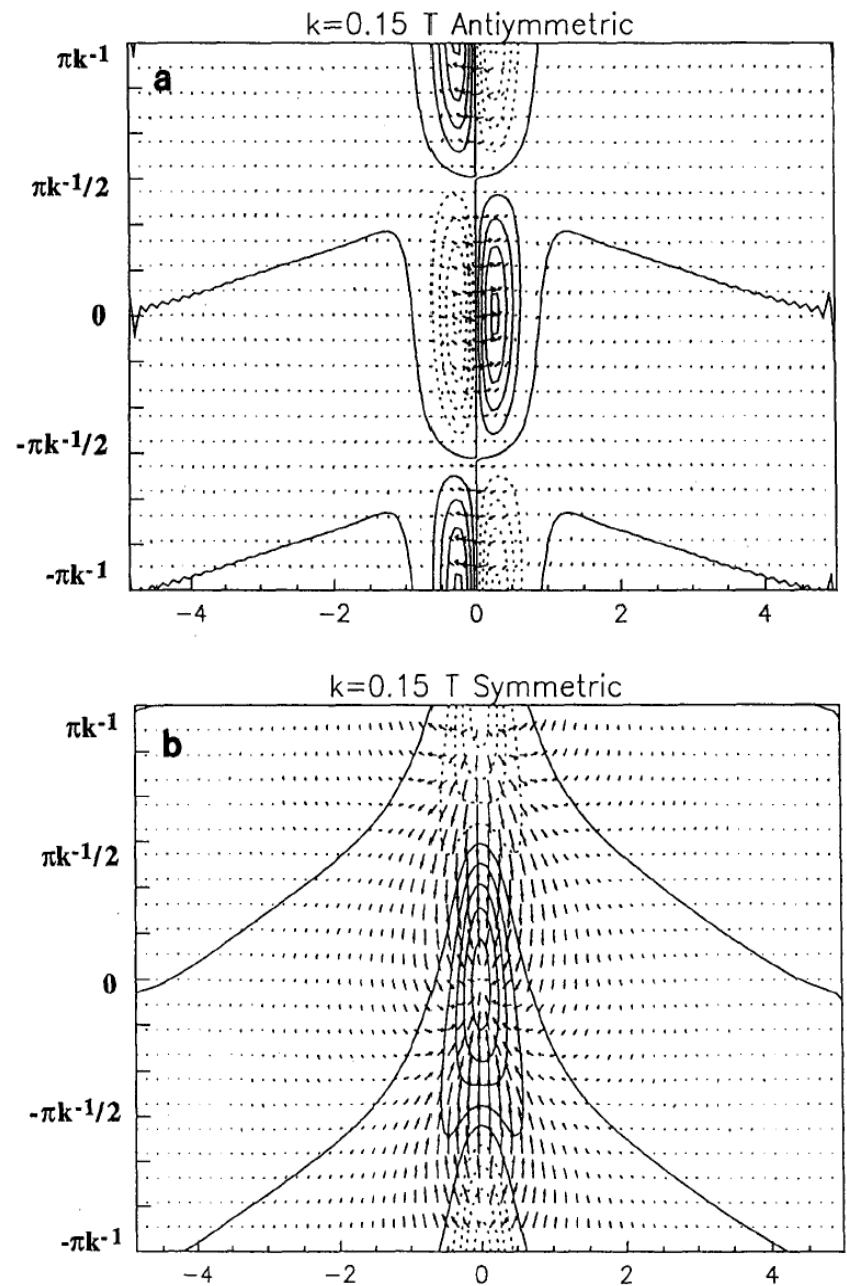 k=0.15 T Antiymmetric
a
πk⁻¹
πk⁻¹/2
0
-πk⁻¹/2
-πk⁻¹
−4 −2 0 2 4
k=0.15 T Symmetric
b
πk⁻¹
πk⁻¹/2
0
-πk⁻¹/2
-πk⁻¹
−4 −2 0 2 4